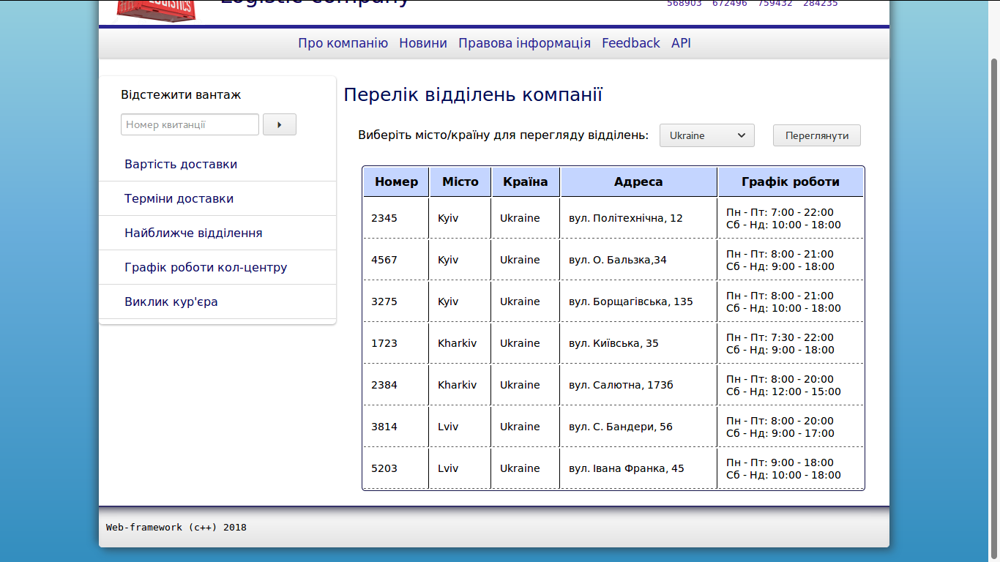 LOGISTICS
Logistic company
568903 672496 759432 284235
Про компанію Новини Правова інформація Feedback API
Відстежити вантаж
Номер квитанції
Вартість доставки
Терміни доставки
Найближче відділення
Графік роботи кол-центру
Виклик кур'єра
Перелік відділень компанії
Виберіть місто/країну для перегляду відділень: Ukraine Переглянути
Номер Місто Країна Адреса Графік роботи
2345 Kyiv Ukraine вул. Політехнічна, 12 Пн - Пт: 7:00 - 22:00
Сб - Нд: 10:00 - 18:00
4567 Kyiv Ukraine вул. О. Бальзка,34 Пн - Пт: 8:00 - 21:00
Сб - Нд: 9:00 - 18:00
3275 Kyiv Ukraine вул. Борщагівська, 135 Пн - Пт: 8:00 - 21:00
Сб - Нд: 10:00 - 18:00
1723 Kharkiv Ukraine вул. Київська, 35 Пн - Пт: 7:30 - 22:00
Сб - Нд: 9:00 - 18:00
2384 Kharkiv Ukraine вул. Салютна, 173б Пн - Пт: 8:00 - 20:00
Сб - Нд: 12:00 - 15:00
3814 Lviv Ukraine вул. С. Бандери, 56 Пн - Пт: 8:00 - 20:00
Сб - Нд: 9:00 - 17:00
5203 Lviv Ukraine вул. Івана Франка, 45 Пн - Пт: 9:00 - 18:00
Сб - Нд: 10:00 - 18:00
Web-framework (c++) 2018